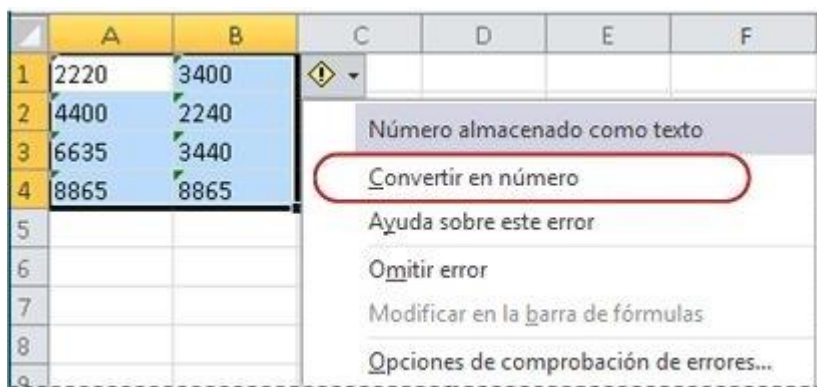 A B C D E F
1 2220 3400
2 4400 2240
Número almacenado como texto
3 6635 3440
Convertir en número
4 8865 8865
5
Ayuda sobre este error
6
Omitir error
7
Modificar en la barra de fórmulas
8
Opciones de comprobación de errores...
9